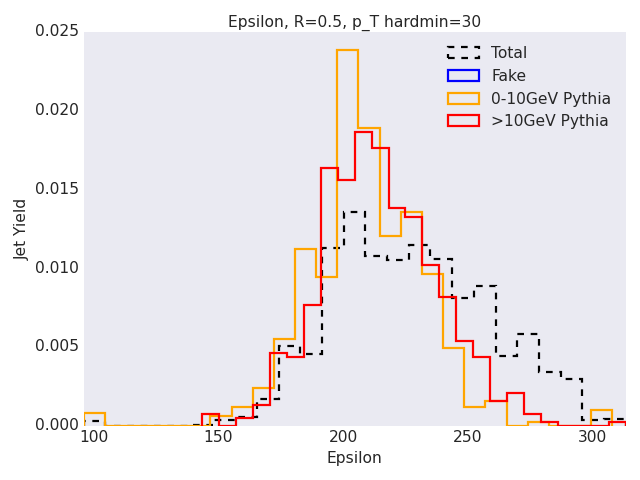 Epsilon, R=0.5, p_T hardmin=30
0.025
0.020
0.015
0.010
0.005
0.000
Jet Yield
Total
Fake
0-10GeV Pythia
>10GeV Pythia
100
150
200
250
300
Epsilon